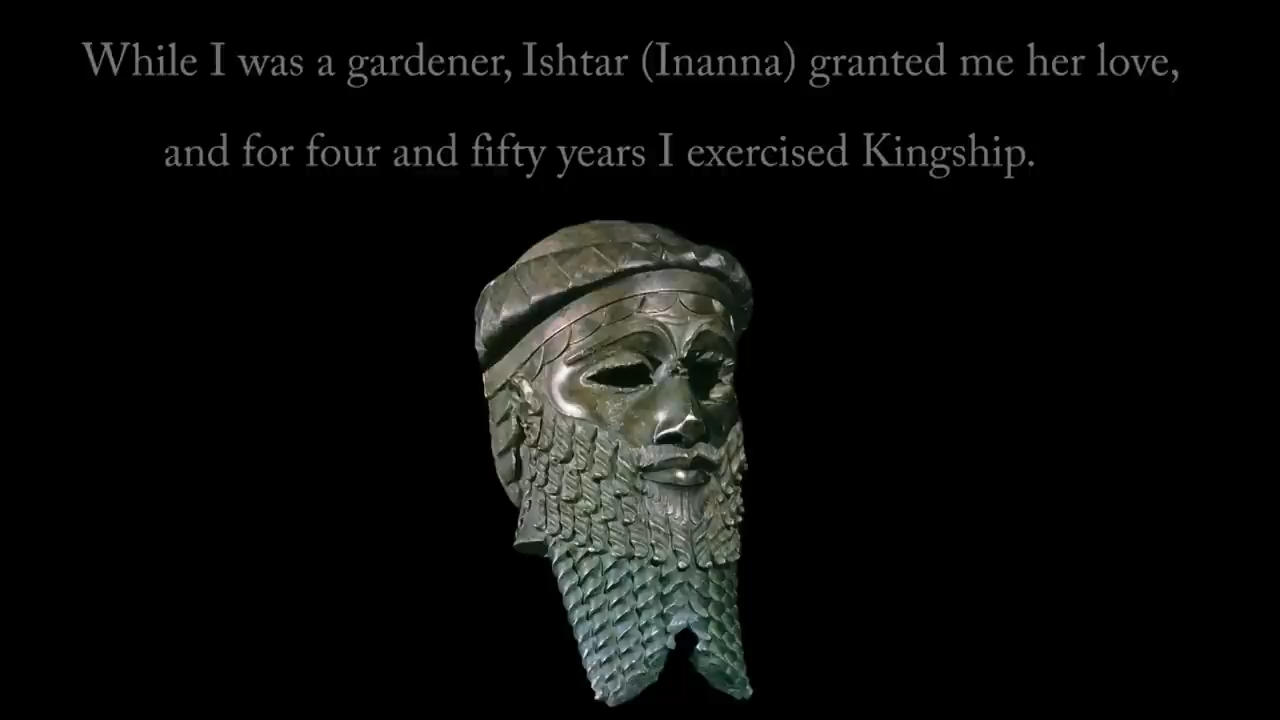 While I was a gardener, Ishtar (Inanna) granted me her love,
and for four and fifty years I exercised Kingship.